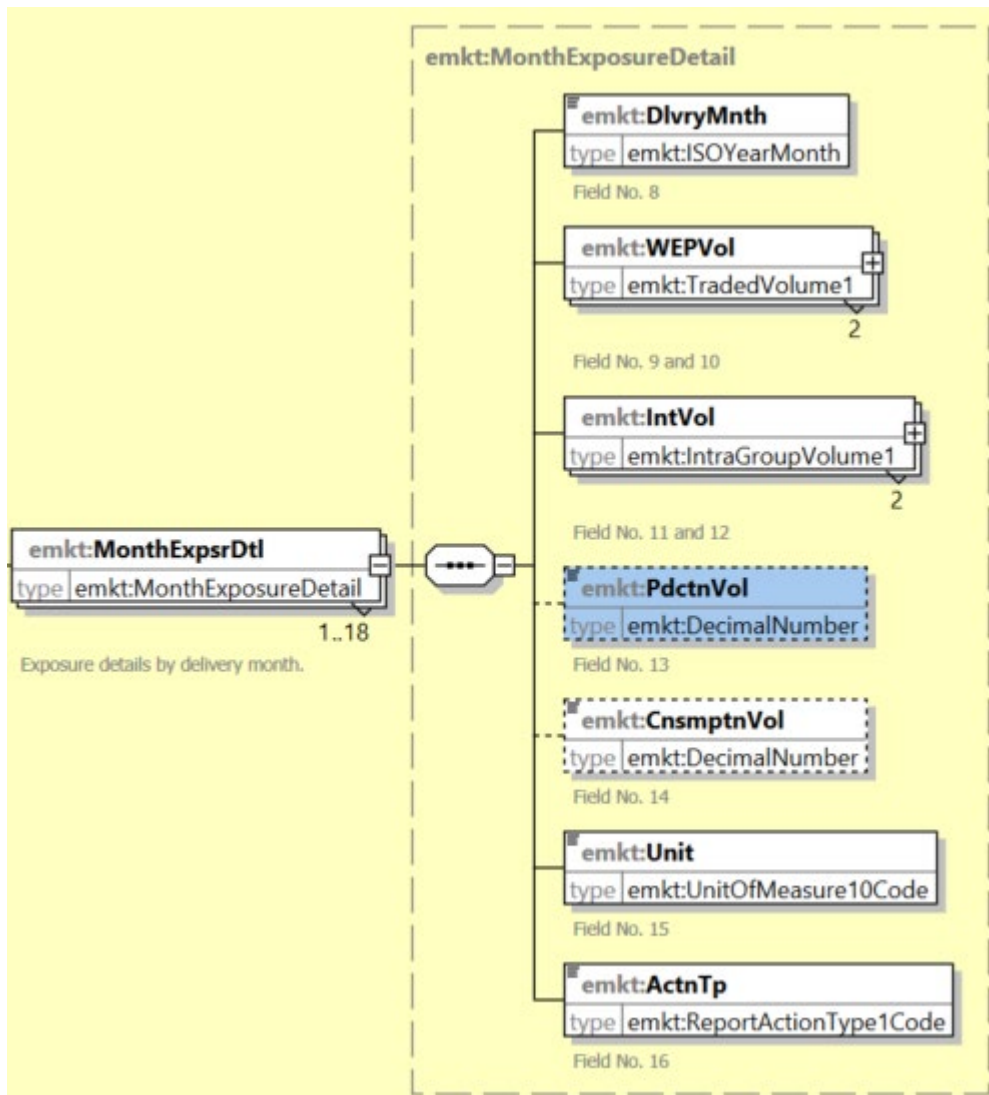 emkt:MonthExposureDetail
emkt:DlvryMnth
type emkt:ISOYearMonth
Field No. 8
emkt:WEPVol
type emkt:TradedVolume1
2
Field No. 9 and 10
emkt:IntVol
type emkt:IntraGroupVolume1
2
Field No. 11 and 12
emkt:MonthExpsrDtl
type emkt:MonthExposureDetail
1..18
Exposure details by delivery month.
emkt:PdctnVol
type emkt:DecimalNumber
Field No. 13
emkt:CnsmptnVol
type emkt:DecimalNumber
Field No. 14
emkt:Unit
type emkt:UnitOfMeasure10Code
Field No. 15
emkt:ActnTp
type emkt:ReportActionType1Code
Field No. 16